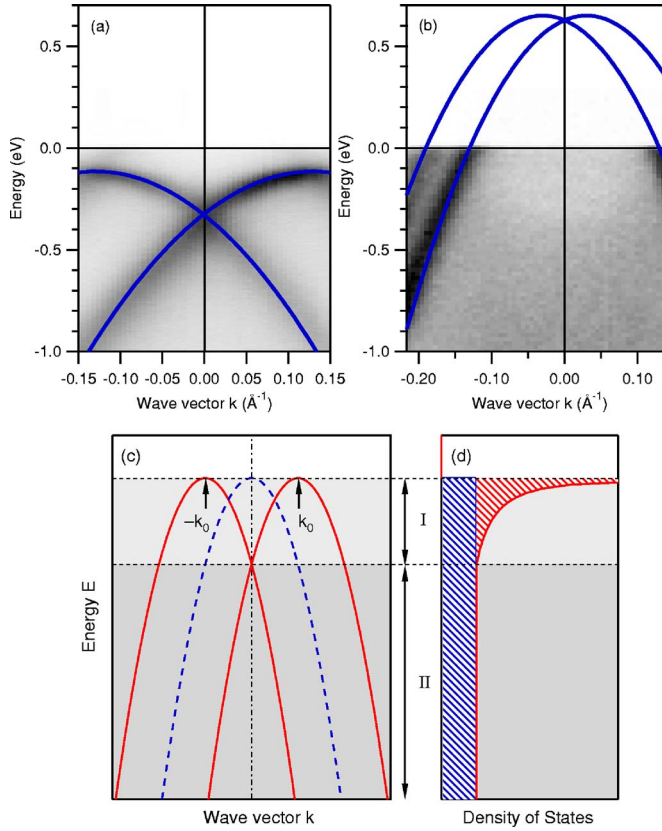 (a)
Energy (eV)
0.5
0.0
-0.5
-1.0
-0.15 -0.10 -0.05 0.00 0.05 0.10 0.15
Wave vector k (Å⁻¹)
(b)
Energy (eV)
0.5
0.0
-0.5
-1.0
-0.20 -0.10 0.00 0.10
Wave vector k (Å⁻¹)
(c)
−k₀
k₀
Energy E
Wave vector k
I
II
(d)
Density of States